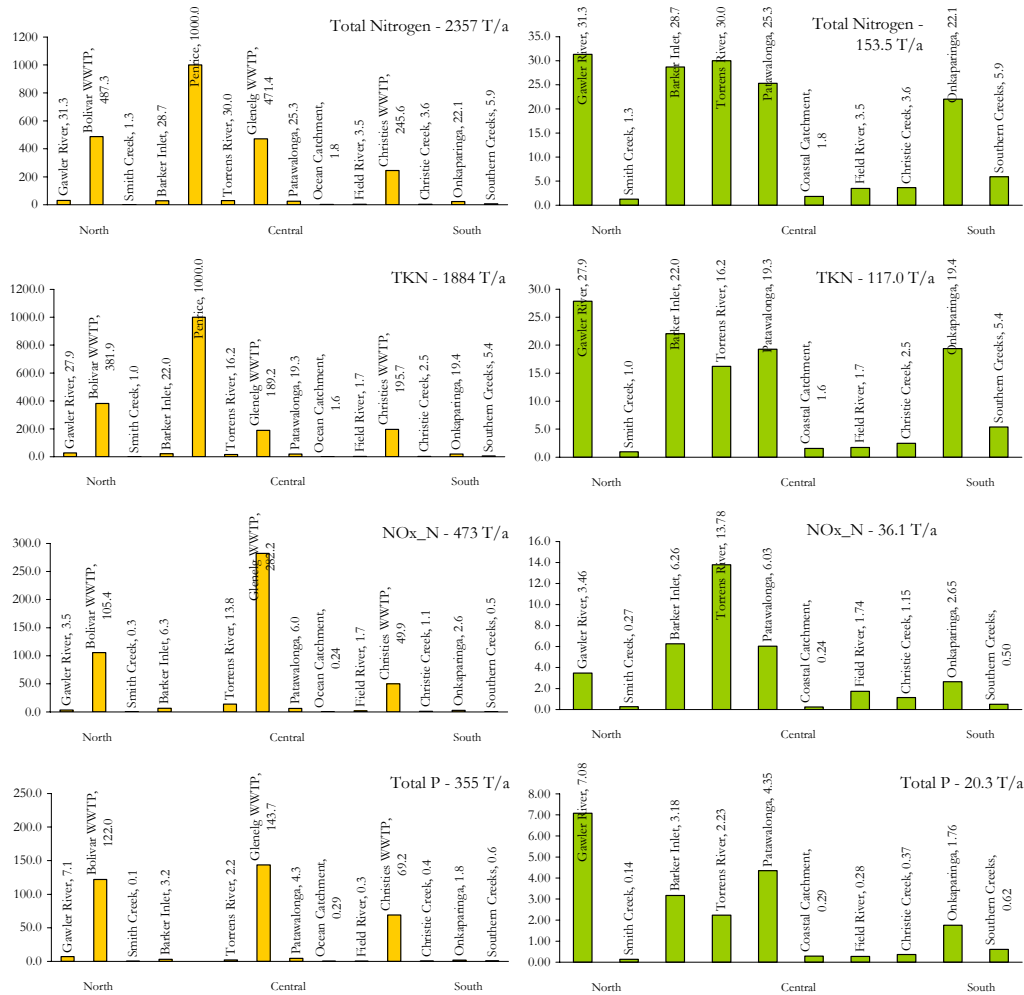 Total Nitrogen - 2357 T/a
1200
1000
800
600
400
200
0
Gawler River, 31.3
Bolivar WWTP,
487.3
Smith Creek, 1.3
Barker Inlet, 28.7
Penrice, 1000.0
Torrens River, 30.0
Glenelg WWTP,
471.4
Patawalonga, 25.3
Ocean Catchment,
1.8
Field River, 3.5
Christies WWTP,
245.6
Christie Creek, 3.6
Onkaparinga, 22.1
Southern Creeks, 5.9
North
Central
South
Total Nitrogen -
153.5 T/a
35.0
30.0
25.0
20.0
15.0
10.0
5.0
0.0
Gawler River, 31.3
Smith Creek, 1.3
Barker Inlet, 28.7
Torrens River, 30.0
Patawalonga, 25.3
Coastal Catchment,
1.8
Field River, 3.5
Christie Creek, 3.6
Onkaparinga, 22.1
Southern Creeks, 5.9
North
Central
South
TKN - 1884 T/a
1200.0
1000.0
800.0
600.0
400.0
200.0
0.0
Gawler River, 27.9
Bolivar WWTP,
381.9
Smith Creek, 1.0
Barker Inlet, 22.0
Penrice, 1000.0
Torrens River, 16.2
Glenelg WWTP,
189.2
Patawalonga, 19.3
Ocean Catchment,
1.6
Field River, 1.7
Christies WWTP,
195.7
Christie Creek, 2.5
Onkaparinga, 19.4
Southern Creeks, 5.4
North
Central
South
TKN - 117.0 T/a
30.0
25.0
20.0
15.0
10.0
5.0
0.0
Gawler River, 27.9
Smith Creek, 1.0
Barker Inlet, 22.0
Torrens River, 16.2
Patawalonga, 19.3
Coastal Catchment,
1.6
Field River, 1.7
Christie Creek, 2.5
Onkaparinga, 19.4
Southern Creeks, 5.4
North
Central
South
NOx_N - 473 T/a
300.0
250.0
200.0
150.0
100.0
50.0
0.0
Gawler River, 3.5
Bolivar WWTP,
105.4
Smith Creek, 0.3
Barker Inlet, 6.3
Torrens River, 13.8
Glenelg WWTP,
282.2
Patawalonga, 6.0
Ocean Catchment,
0.24
Field River, 1.7
Christies WWTP,
49.9
Christie Creek, 1.1
Onkaparinga, 2.6
Southern Creeks, 0.5
North
Central
South
NOx_N - 36.1 T/a
16.0
14.0
12.0
10.0
8.0
6.0
4.0
2.0
0.0
Gawler River, 3.46
Smith Creek, 0.27
Barker Inlet, 6.26
Torrens River, 13.78
Patawalonga, 6.03
Coastal Catchment,
0.24
Field River, 1.74
Christie Creek, 1.15
Onkaparinga, 2.65
Southern Creeks,
0.50
North
Central
South
Total P - 355 T/a
250.0
200.0
150.0
100.0
50.0
0.0
Gawler River, 7.1
Bolivar WWTP,
122.0
Smith Creek, 0.1
Barker Inlet, 3.2
Torrens River, 2.2
Glenelg WWTP,
143.7
Patawalonga, 4.3
Ocean Catchment,
0.29
Field River, 0.3
Christies WWTP,
69.2
Christie Creek, 0.4
Onkaparinga, 1.8
Southern Creeks, 0.6
North
Central
South
Total P - 20.3 T/a
8.00
7.00
6.00
5.00
4.00
3.00
2.00
1.00
0.00
Gawler River, 7.08
Smith Creek, 0.14
Barker Inlet, 3.18
Torrens River, 2.23
Patawalonga, 4.35
Coastal Catchment,
0.29
Field River, 0.28
Christie Creek, 0.37
Onkaparinga, 1.76
Southern Creeks,
0.62
North
Central
South